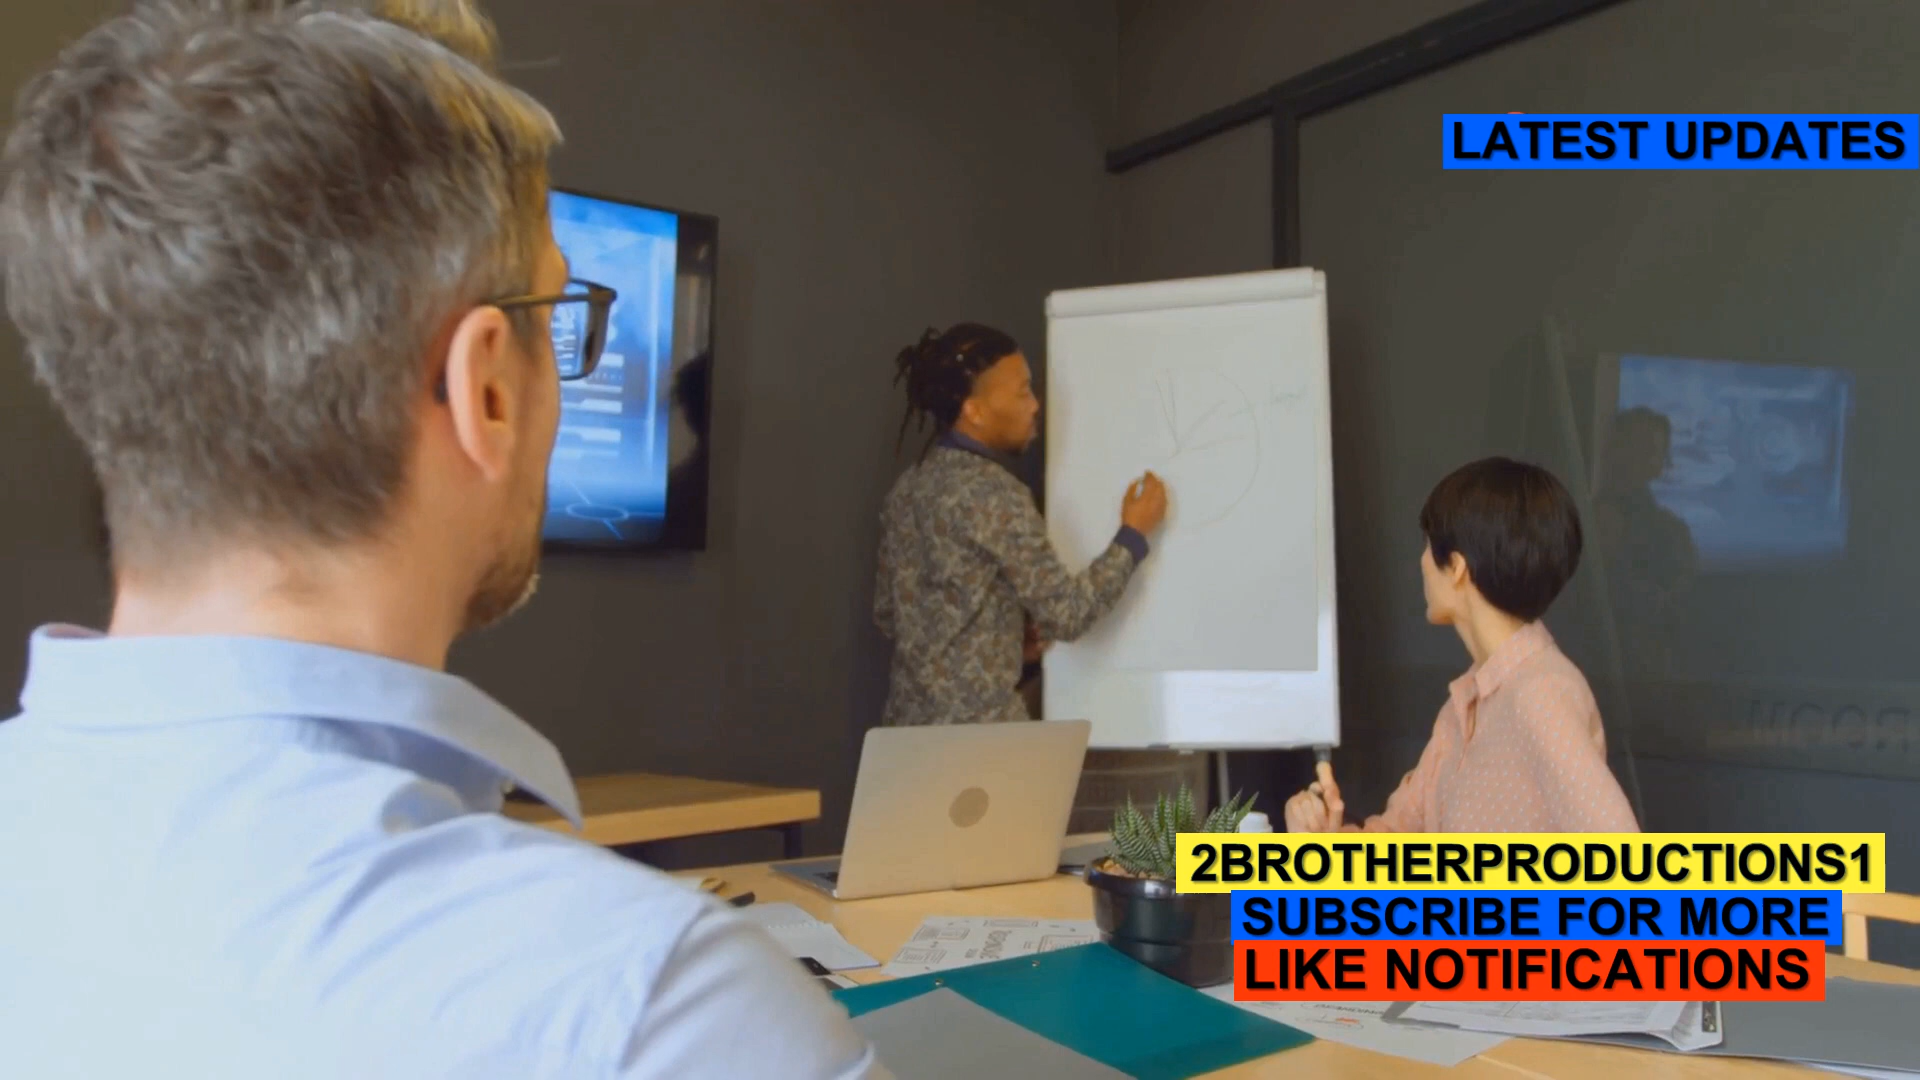 LATEST UPDATES
2BROTHERPRODUCTIONS1
SUBSCRIBE FOR MORE
LIKE NOTIFICATIONS